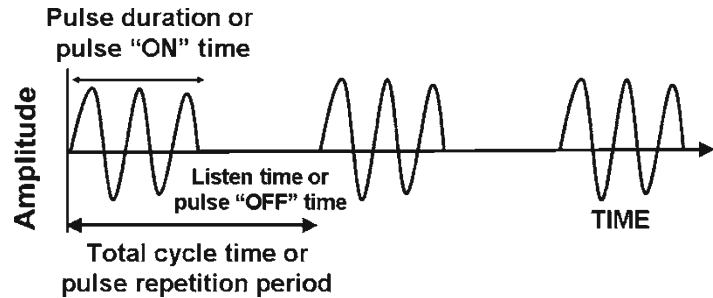 Pulse duration or
pulse “ON” time
Amplitude
Listen time or
pulse “OFF” time
TIME
Total cycle time or
pulse repetition period